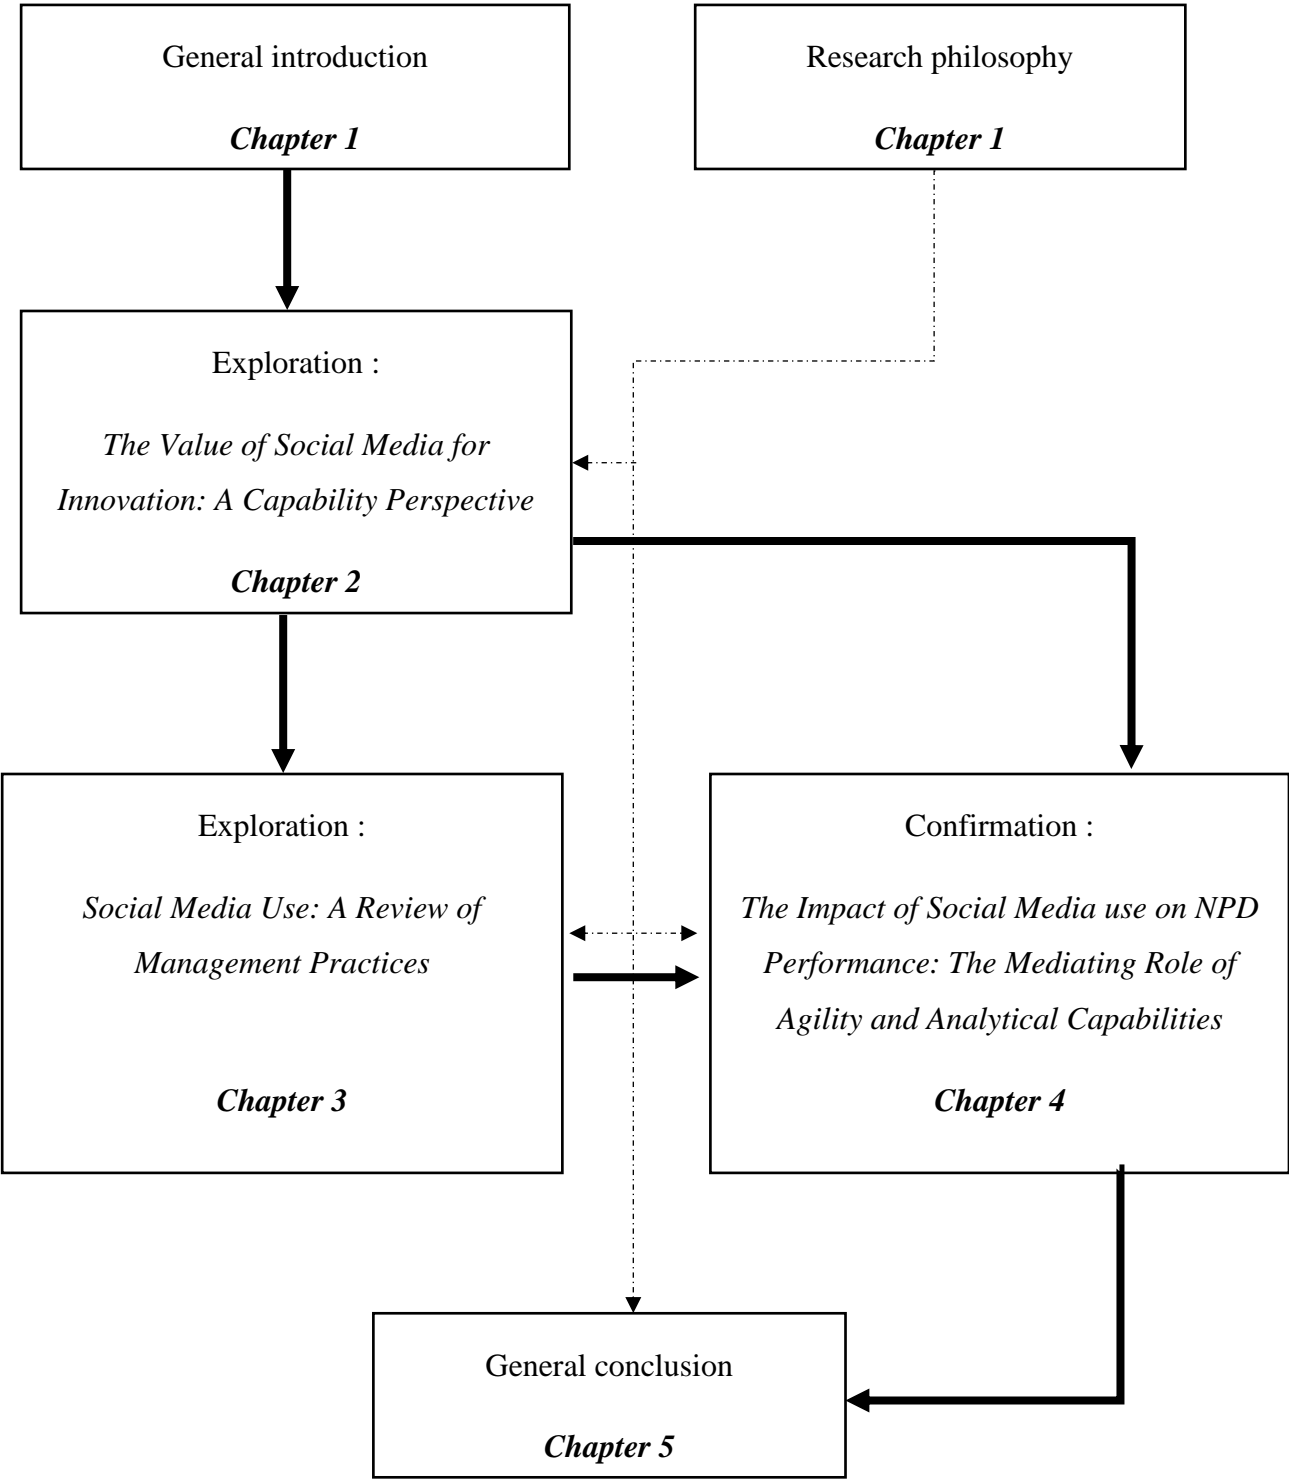 General introduction
Chapter 1
Research philosophy
Chapter 1
Exploration :
The Value of Social Media for
Innovation: A Capability Perspective
Chapter 2
Exploration :
Social Media Use: A Review of
Management Practices
Chapter 3
Confirmation :
The Impact of Social Media use on NPD
Performance: The Mediating Role of
Agility and Analytical Capabilities
Chapter 4
General conclusion
Chapter 5